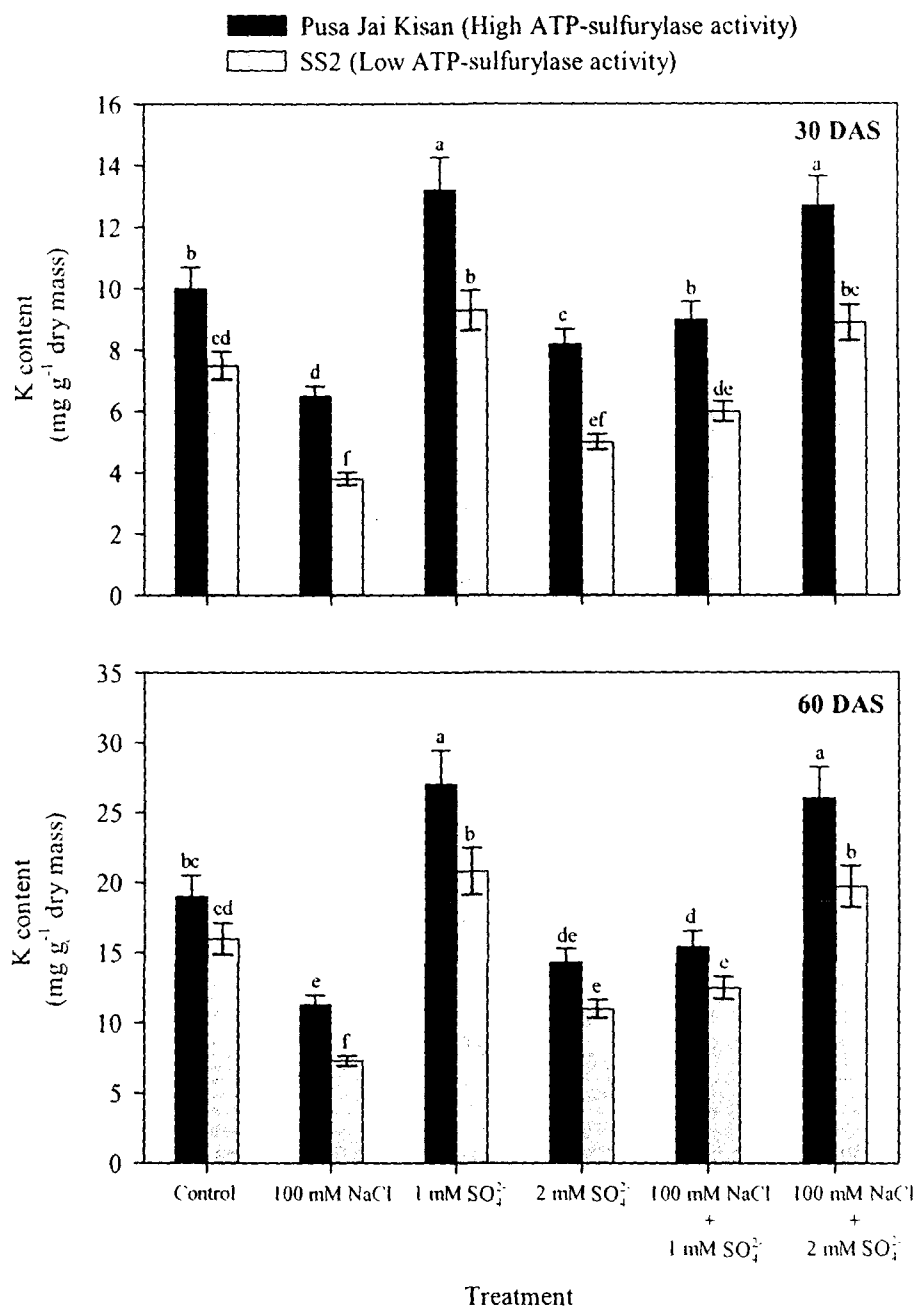 Pusa Jai Kisan (High ATP-sulfurylase activity)
SS2 (Low ATP-sulfurylase activity)
30 DAS
K content
(mg g⁻¹ dry mass)
16
14
12
10
8
6
4
2
0
b
cd
d
f
a
b
c
ef
b
de
a
bc
60 DAS
K content
(mg g⁻¹ dry mass)
35
30
25
20
15
10
5
0
bc
cd
e
f
a
b
de
e
d
e
a
b
Control
100 mM NaCl
1 mM SO₄²⁻
2 mM SO₄²⁻
100 mM NaCl
+
1 mM SO₄²⁻
100 mM NaCl
+
2 mM SO₄²⁻
Treatment